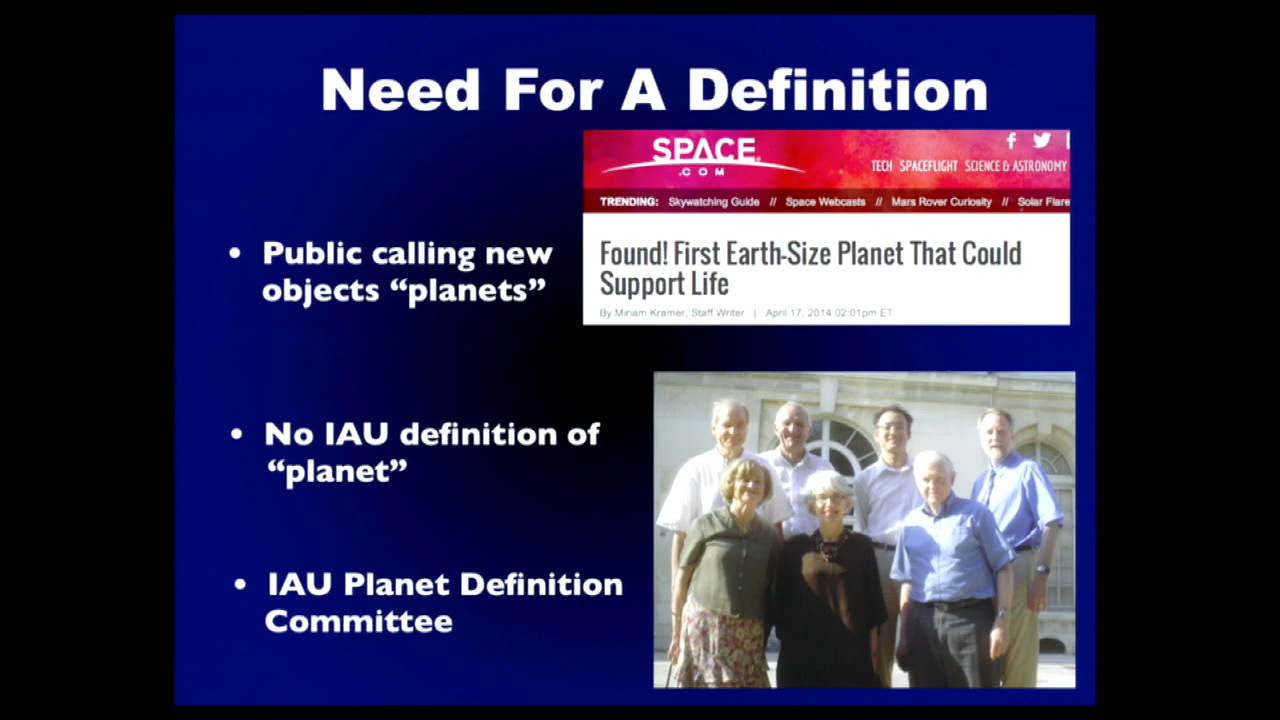 Need For A Definition
SPACE
.COM
TECH SPACEFLIGHT SCIENCE & ASTRONOMY
TRENDING: Skywatching Guide // Space Webcasts // Mars Rover Curiosity // Solar Flare
Found! First Earth-Size Planet That Could
Support Life
By Miriam Kramer, Staff Writer | April 17, 2014 02:01pm ET
• Public calling new
objects “planets”
• No IAU definition of
“planet”
• IAU Planet Definition
Committee